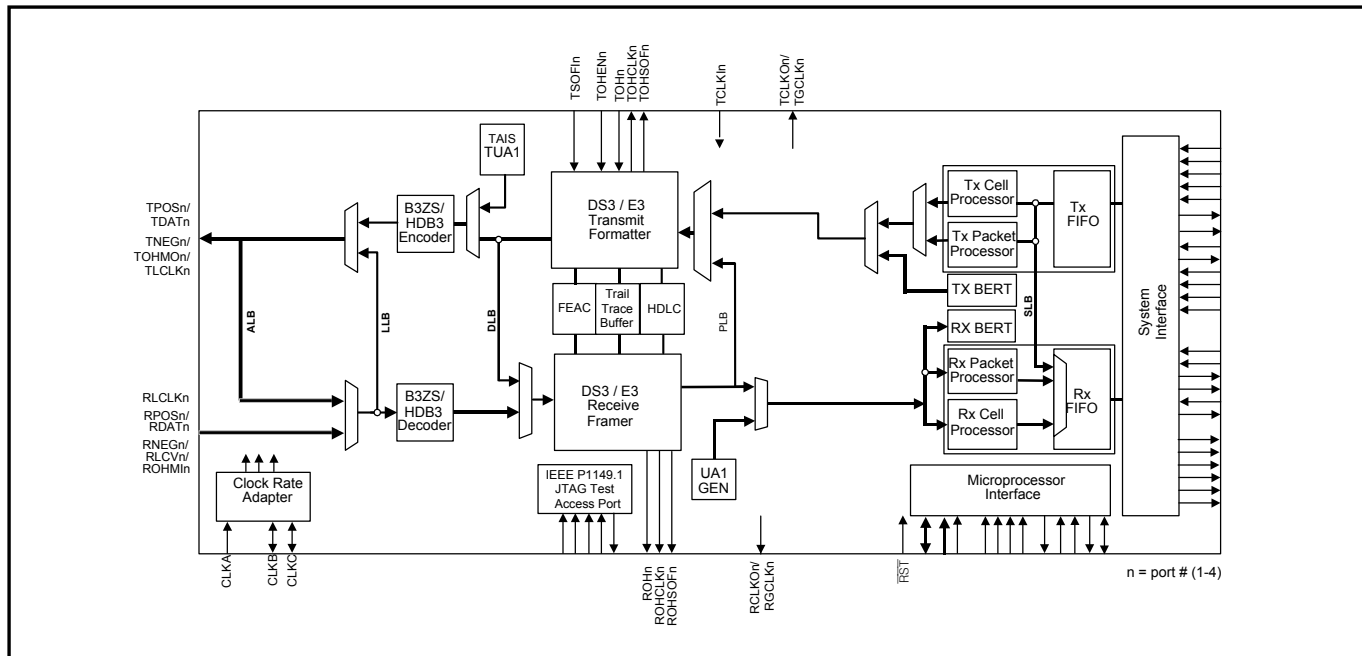 TSOFIn
TOHENn
TOHn
TOHCLKn
TOHSOFn
TCLKIn
TCLKOn/
TGCLKn
TAIS
TUA1
TPOSn/
TDATn
TNEGn/
TOHMOn/
TLCLKn
B3ZS/
HDB3
Encoder
DS3 / E3
Transmit
Formatter
Tx Cell
Processor
Tx Packet
Processor
Tx
FIFO
TX BERT
RX BERT
FEAC
Trail
Trace
Buffer
HDLC
ALB
LLB
DLB
PLB
SLB
System
Interface
RLCLKn
RPOSn/
RDATn
RNEGn/
RLCVn/
ROHMIn
B3ZS/
HDB3
Decoder
DS3 / E3
Receive
Framer
Rx Packet
Processor
Rx Cell
Processor
Rx
FIFO
UA1
GEN
Clock Rate
Adapter
IEEE P1149.1
JTAG Test
Access Port
Microprocessor
Interface
CLKA
CLKB
CLKC
ROHn
ROHCLKn
ROHSOFn
RCLKOn/
RGCLKn
RST
n = port # (1-4)